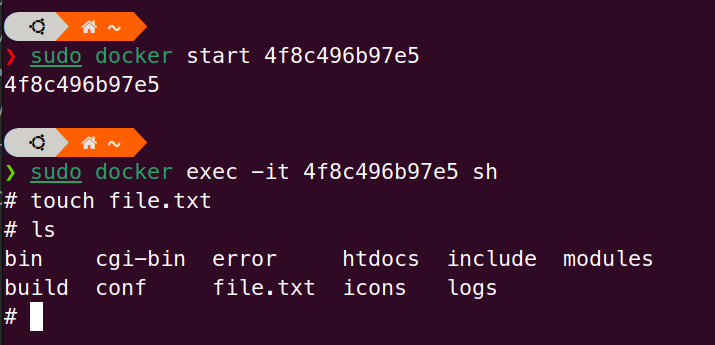 ~
❯ sudo docker start 4f8c496b97e5
4f8c496b97e5
~
❯ sudo docker exec -it 4f8c496b97e5 sh
# touch file.txt
# ls
bin cgi-bin error htdocs include modules
build conf file.txt icons logs
#